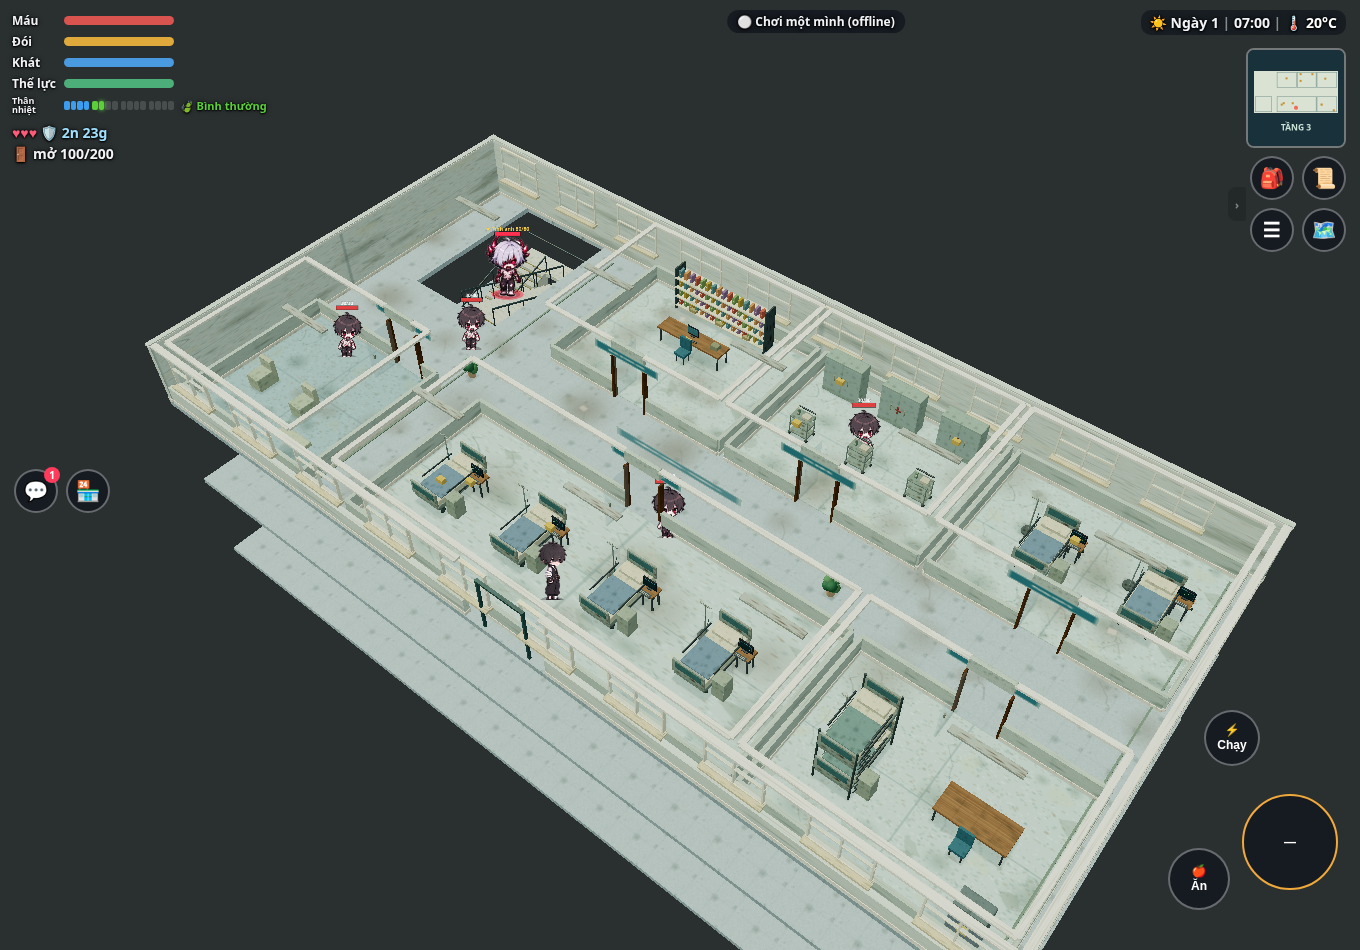 Máu
Đói
Khát
Thể lực
Thân nhiệt
Bình thường
2n 23g
mở 100/200
Chơi một mình (offline)
Ngày 1 | 07:00 | 20°C
TẦNG 3
1
24
Chạy
Ăn